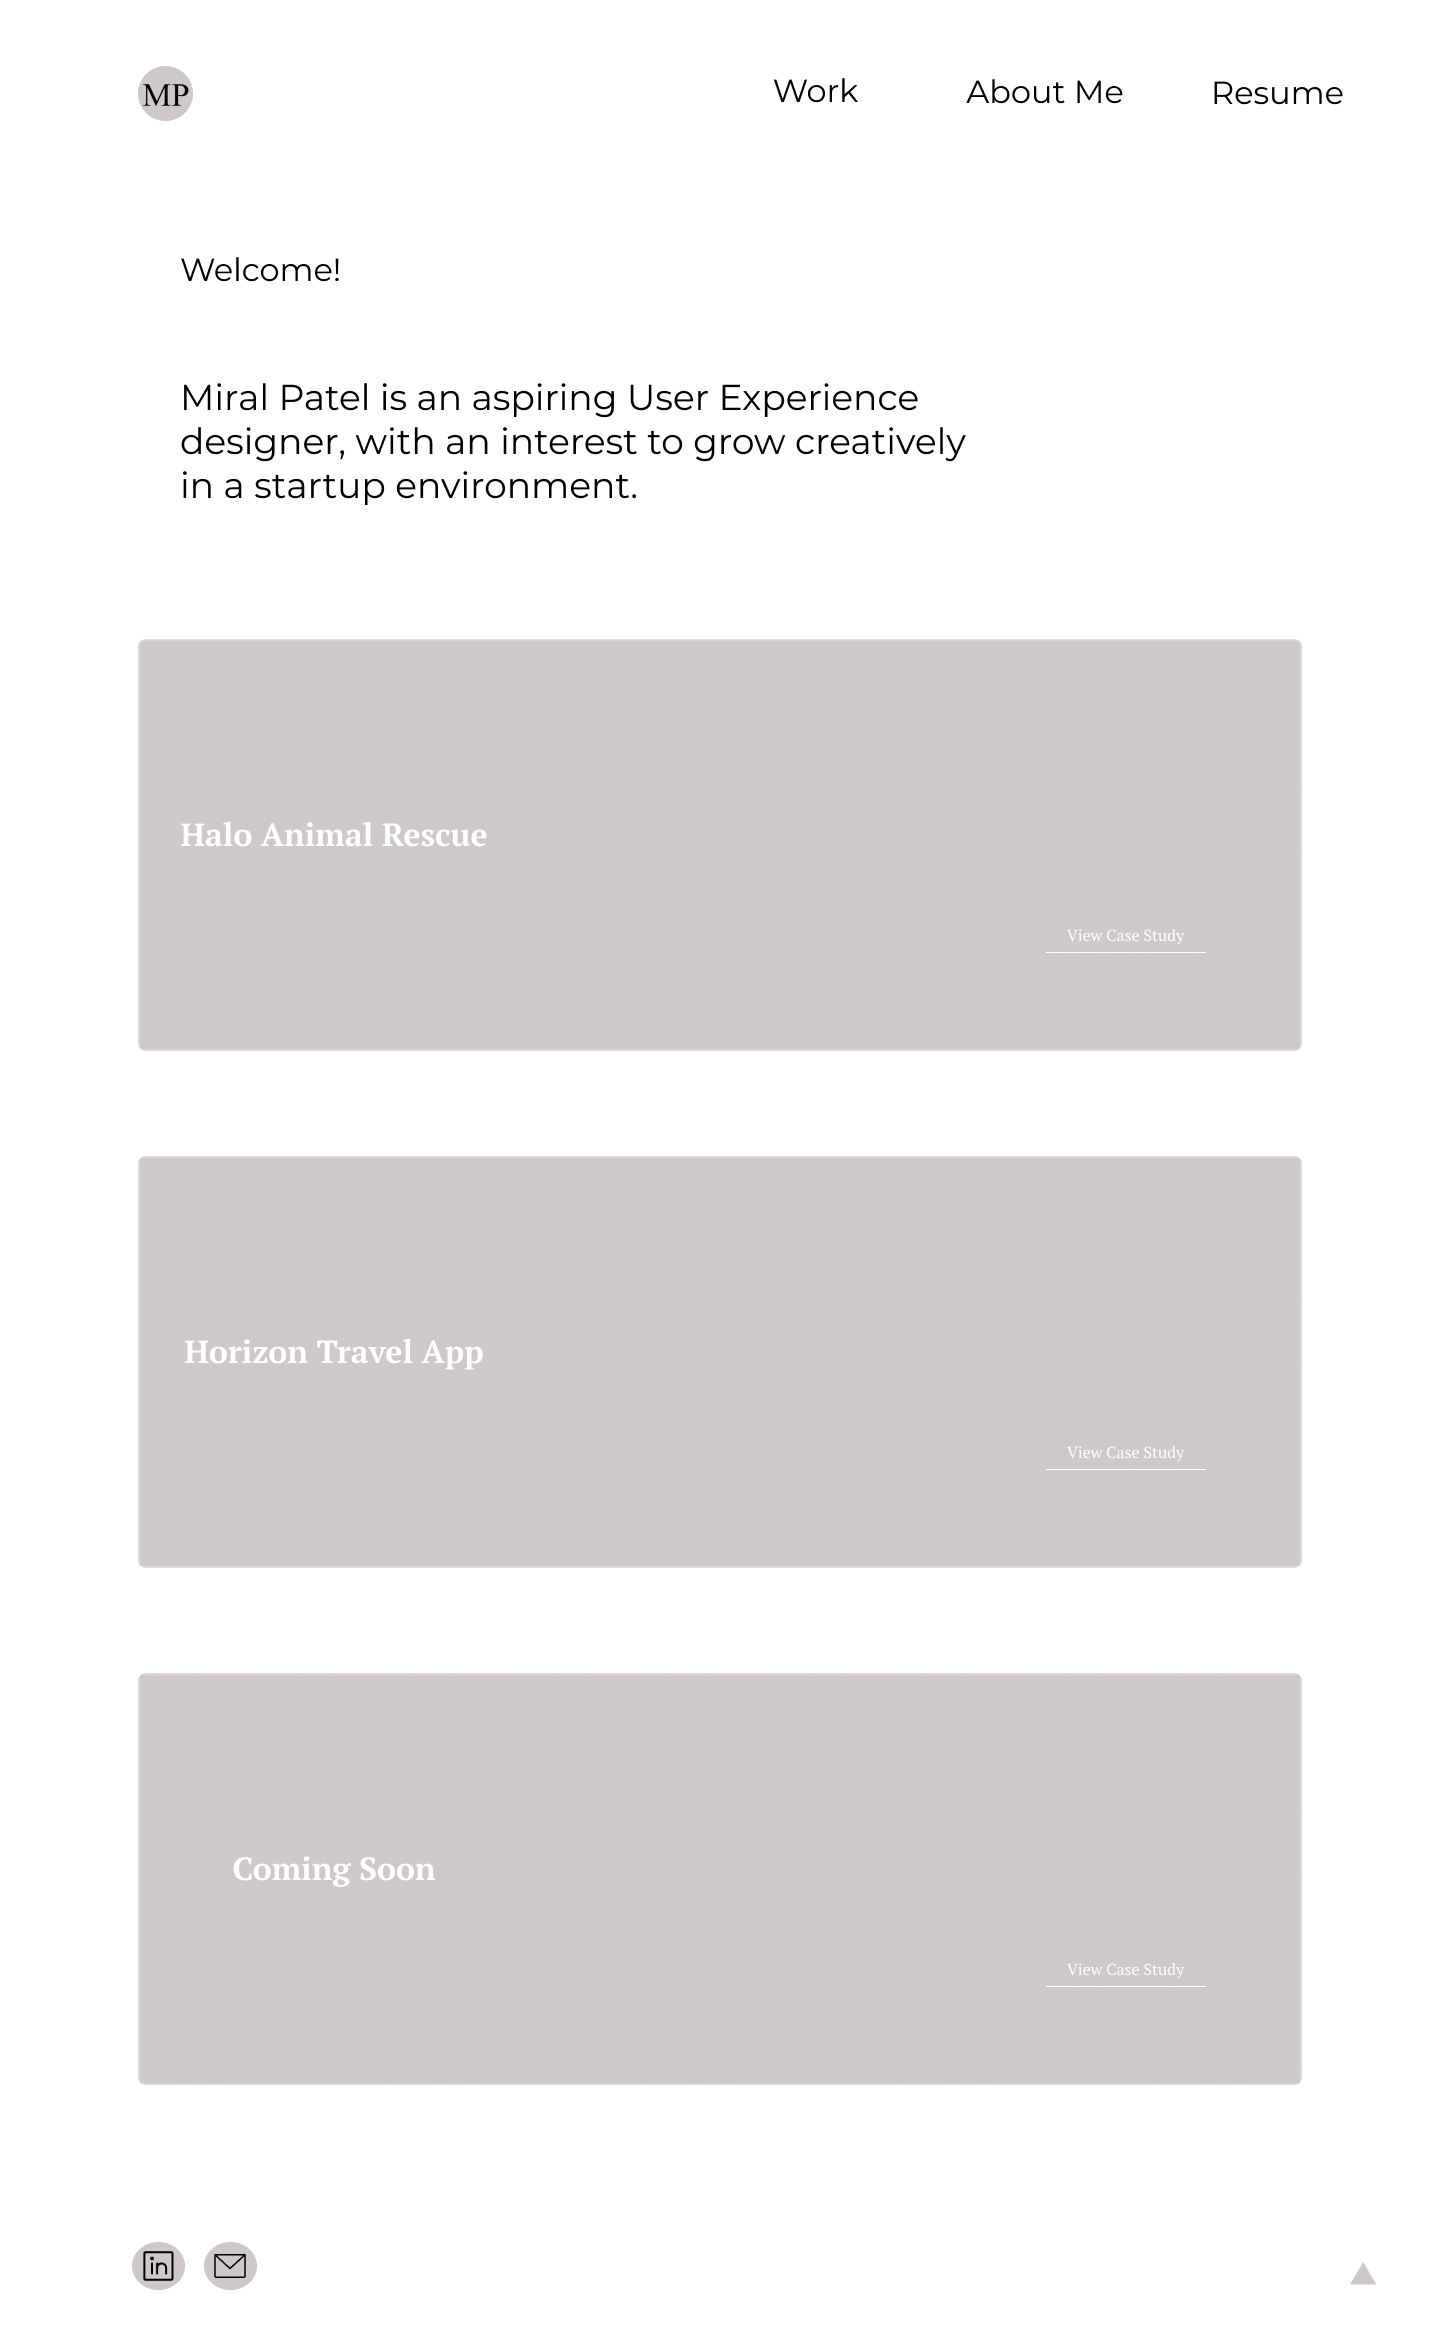 MP
Work
About Me
Resume
Welcome!
Miral Patel is an aspiring User Experience
designer, with an interest to grow creatively
in a startup environment.
Halo Animal Rescue
View Case Study
Horizon Travel App
View Case Study
Coming Soon
View Case Study
in